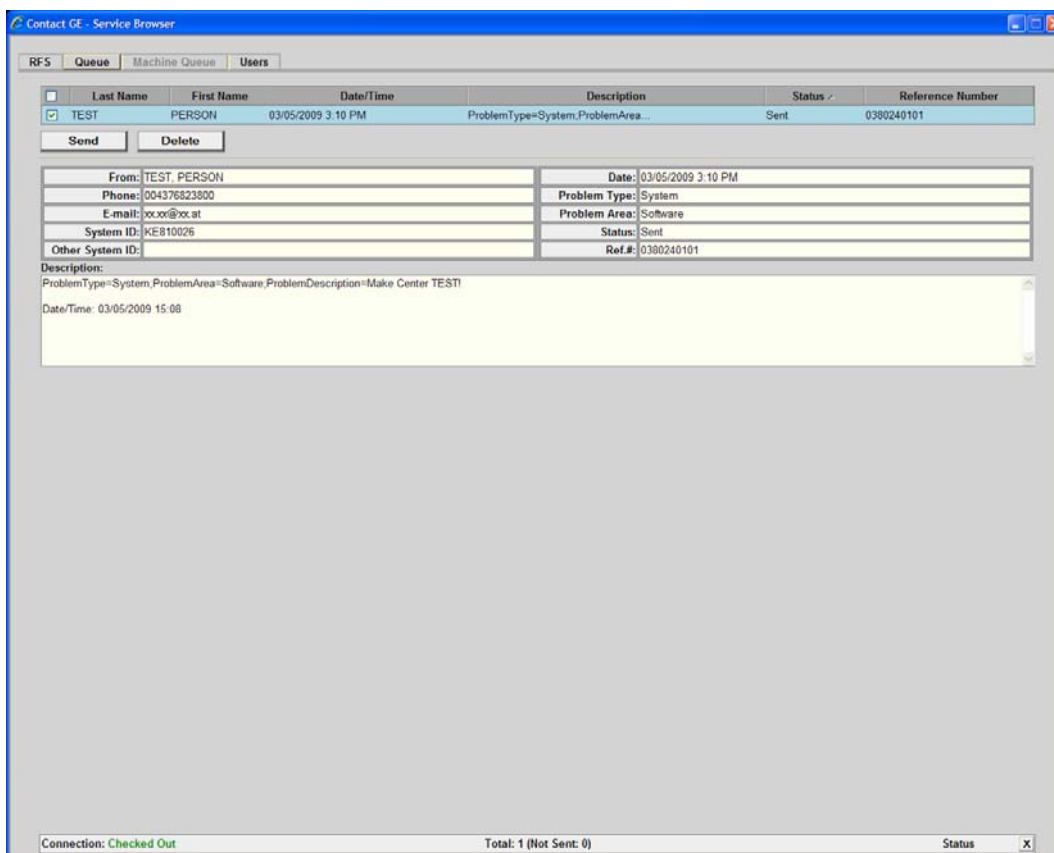 Contact GE - Service Browser
RFS Queue Machine Queue Users
Last Name First Name Date/Time Description Status Reference Number
TEST PERSON 03/05/2009 3:10 PM ProblemType=System;ProblemArea... Sent 0380240101
Send Delete
From: TEST, PERSON Date: 03/05/2009 3:10 PM
Phone: 004376823800 Problem Type: System
E-mail: xx.xx@xx.at Problem Area: Software
System ID: KE810026 Status: Sent
Other System ID: Ref.#: 0380240101
Description:
ProblemType=System;ProblemArea=Software;ProblemDescription=Make Center TEST!
Date/Time: 03/05/2009 15:08
Connection: Checked Out Total: 1 (Not Sent: 0) Status X